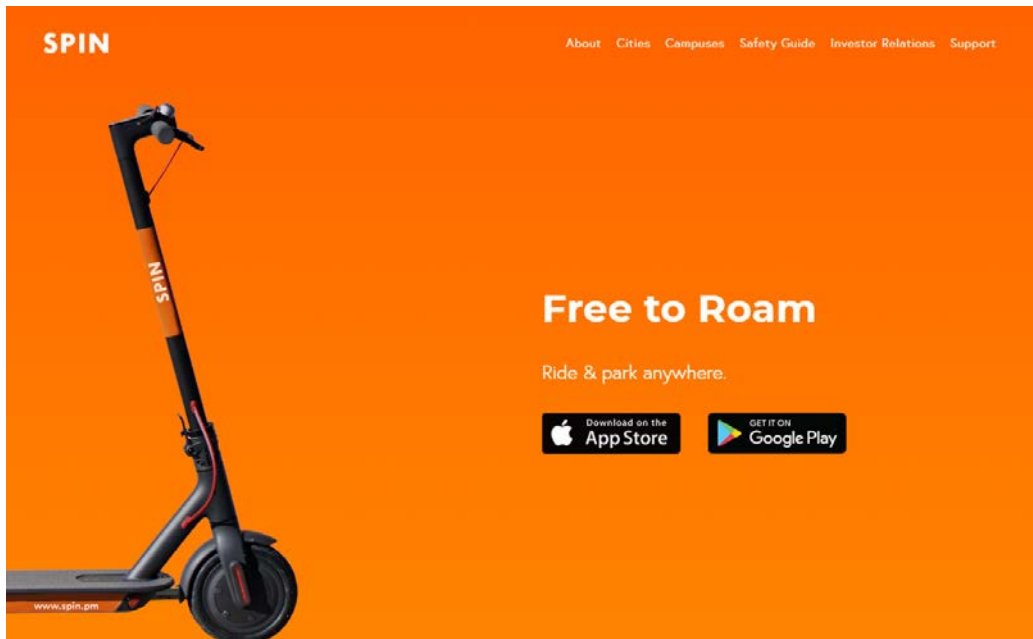 SPIN
About Cities Campuses Safety Guide Investor Relations Support
SPIN
Free to Roam
Ride & park anywhere.
Download on the
App Store
GET IT ON
Google Play
www.spin.pm